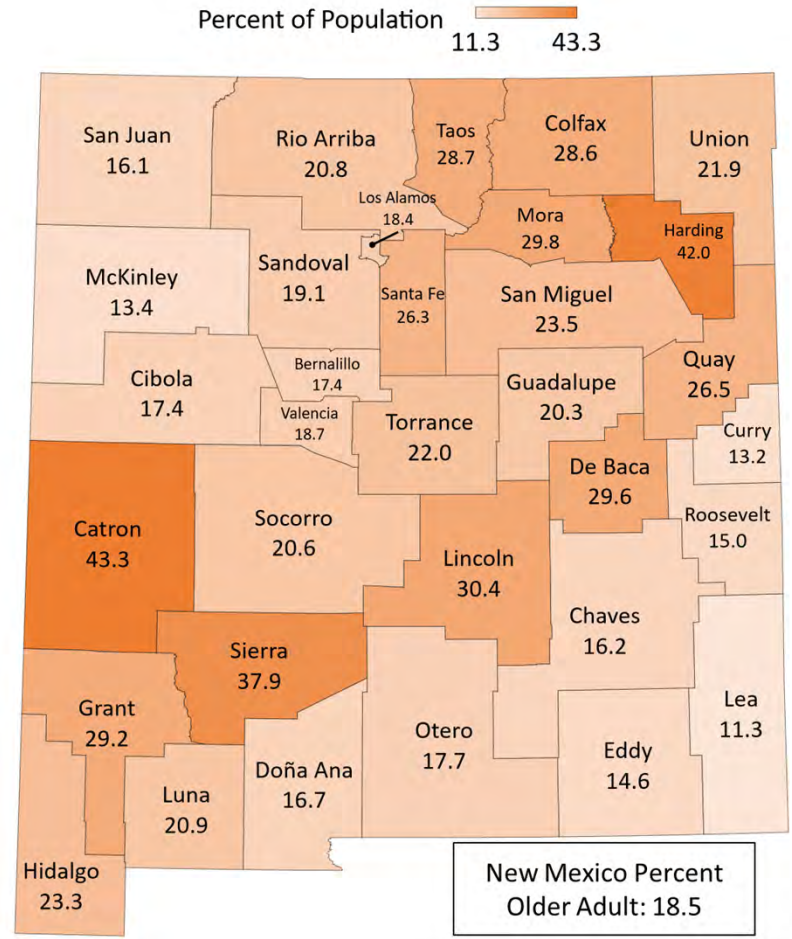 Percent of Population
11.3 43.3
San Juan
16.1
Rio Arriba
20.8
Taos
28.7
Colfax
28.6
Union
21.9
Los Alamos
18.4
Mora
29.8
Harding
42.0
McKinley
13.4
Sandoval
19.1
Santa Fe
26.3
San Miguel
23.5
Cibola
17.4
Bernalillo
17.4
Valencia
18.7
Torrance
22.0
Guadalupe
20.3
Quay
26.5
Curry
13.2
De Baca
29.6
Roosevelt
15.0
Catron
43.3
Socorro
20.6
Lincoln
30.4
Chaves
16.2
Sierra
37.9
Grant
29.2
Otero
17.7
Lea
11.3
Eddy
14.6
Doña Ana
16.7
Luna
20.9
Hidalgo
23.3
New Mexico Percent
Older Adult: 18.5